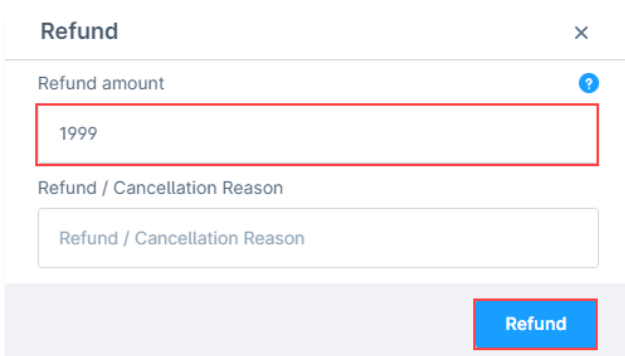 Refund
×
Refund amount
?
1999
Refund / Cancellation Reason
Refund / Cancellation Reason
Refund